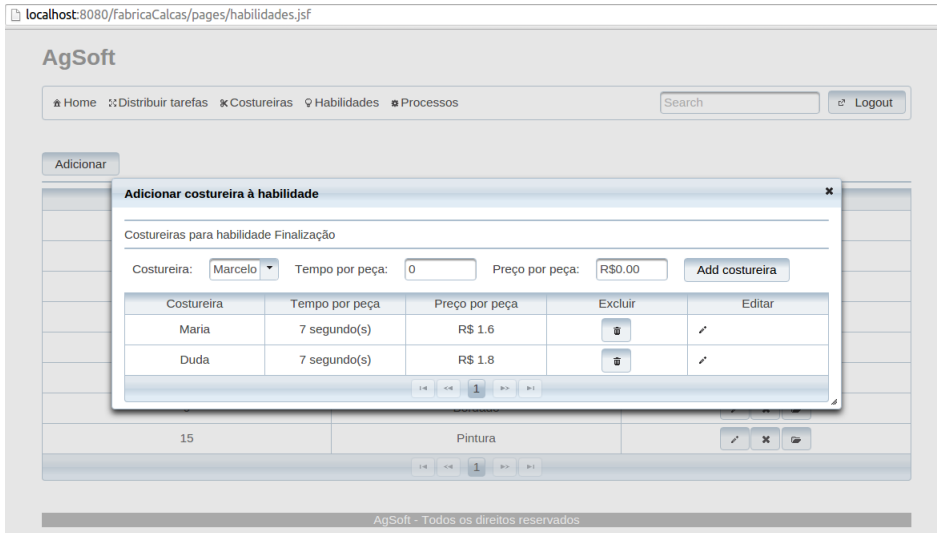 localhost:8080/fabricaCalcas/pages/habilidades.jsf
AgSoft
Home Distribuir tarefas Costureiras Habilidades Processos Search Logout
Adicionar
Adicionar costureira à habilidade
Costureiras para habilidade Finalização
Costureira: Marcelo Tempo por peça: 0 Preço por peça: R$0.00 Add costureira
Costureira Tempo por peça Preço por peça Excluir Editar
Maria 7 segundo(s) R$ 1.6
Duda 7 segundo(s) R$ 1.8
1
15 Pintura
1
AgSoft - Todos os direitos reservados